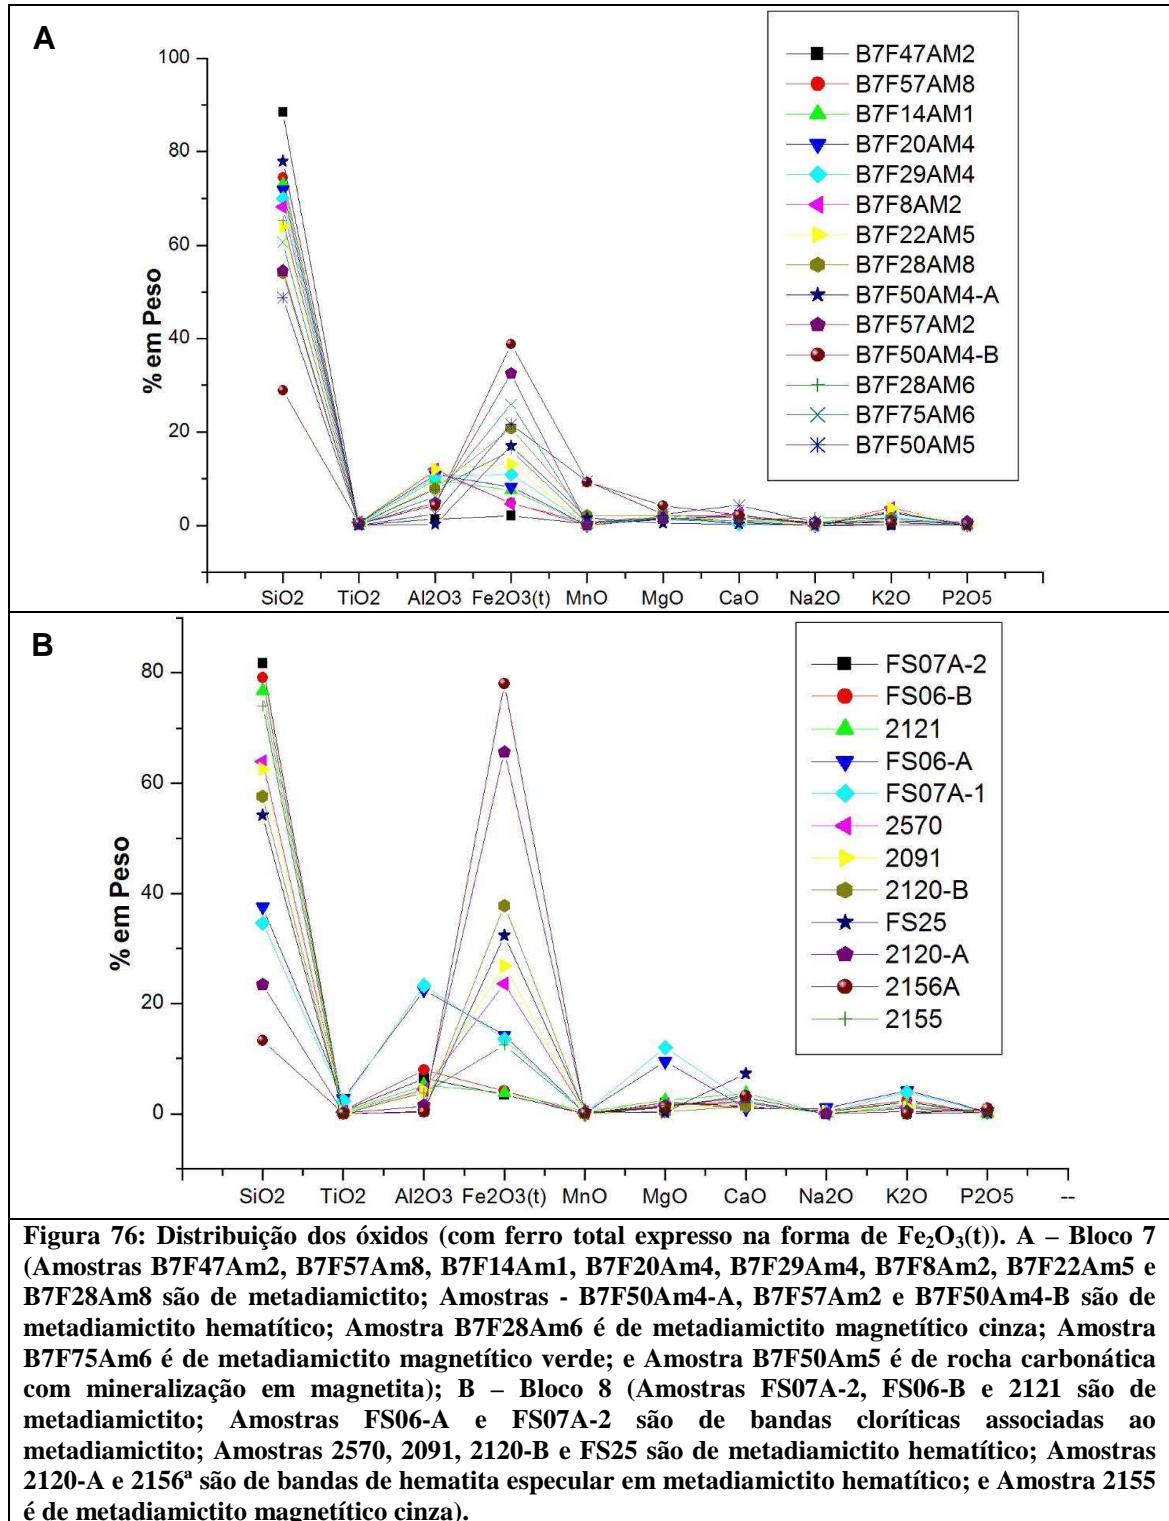 A
100
80
60
40
20
0
% em Peso
SiO2 TiO2 Al2O3 Fe2O3(t) MnO MgO CaO Na2O K2O P2O5
B7F47AM2
B7F57AM8
B7F14AM1
B7F20AM4
B7F29AM4
B7F8AM2
B7F22AM5
B7F28AM8
B7F50AM4-A
B7F57AM2
B7F50AM4-B
B7F28AM6
B7F75AM6
B7F50AM5
B
80
60
40
20
0
% em Peso
SiO2 TiO2 Al2O3 Fe2O3(t) MnO MgO CaO Na2O K2O P2O5 --
FS07A-2
FS06-B
2121
FS06-A
FS07A-1
2570
2091
2120-B
FS25
2120-A
2156A
2155
Figura 76: Distribuição dos óxidos (com ferro total expresso na forma de Fe₂O₃(t)). A – Bloco 7
(Amostras B7F47Am2, B7F57Am8, B7F14Am1, B7F20Am4, B7F29Am4, B7F8Am2, B7F22Am5 e
B7F28Am8 são de metadiamictito; Amostras - B7F50Am4-A, B7F57Am2 e B7F50Am4-B são de
metadiamictito hematítico; Amostra B7F28Am6 é de metadiamictito magnetítico cinza; Amostra
B7F75Am6 é de metadiamictito magnetítico verde; e Amostra B7F50Am5 é de rocha carbonática
com mineralização em magnetita); B – Bloco 8 (Amostras FS07A-2, FS06-B e 2121 são de
metadiamictito; Amostras FS06-A e FS07A-2 são de bandas cloríticas associadas ao
metadiamictito; Amostras 2570, 2091, 2120-B e FS25 são de metadiamictito hematítico; Amostras
2120-A e 2156ª são de bandas de hematita especular em metadiamictito hematítico; e Amostra 2155
é de metadiamictito magnetítico cinza).